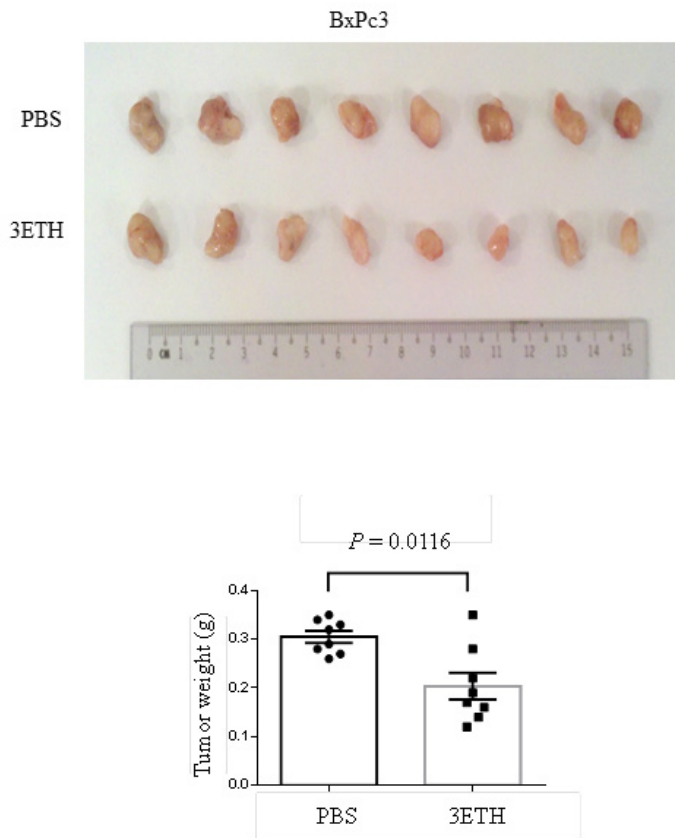 BxPc3
PBS
3ETH
0 CM 1 2 3 4 5 6 7 8 9 10 11 12 13 14 15
P = 0.0116
Tumor weight (g)
0.4
0.3
0.2
0.1
0.0
PBS
3ETH